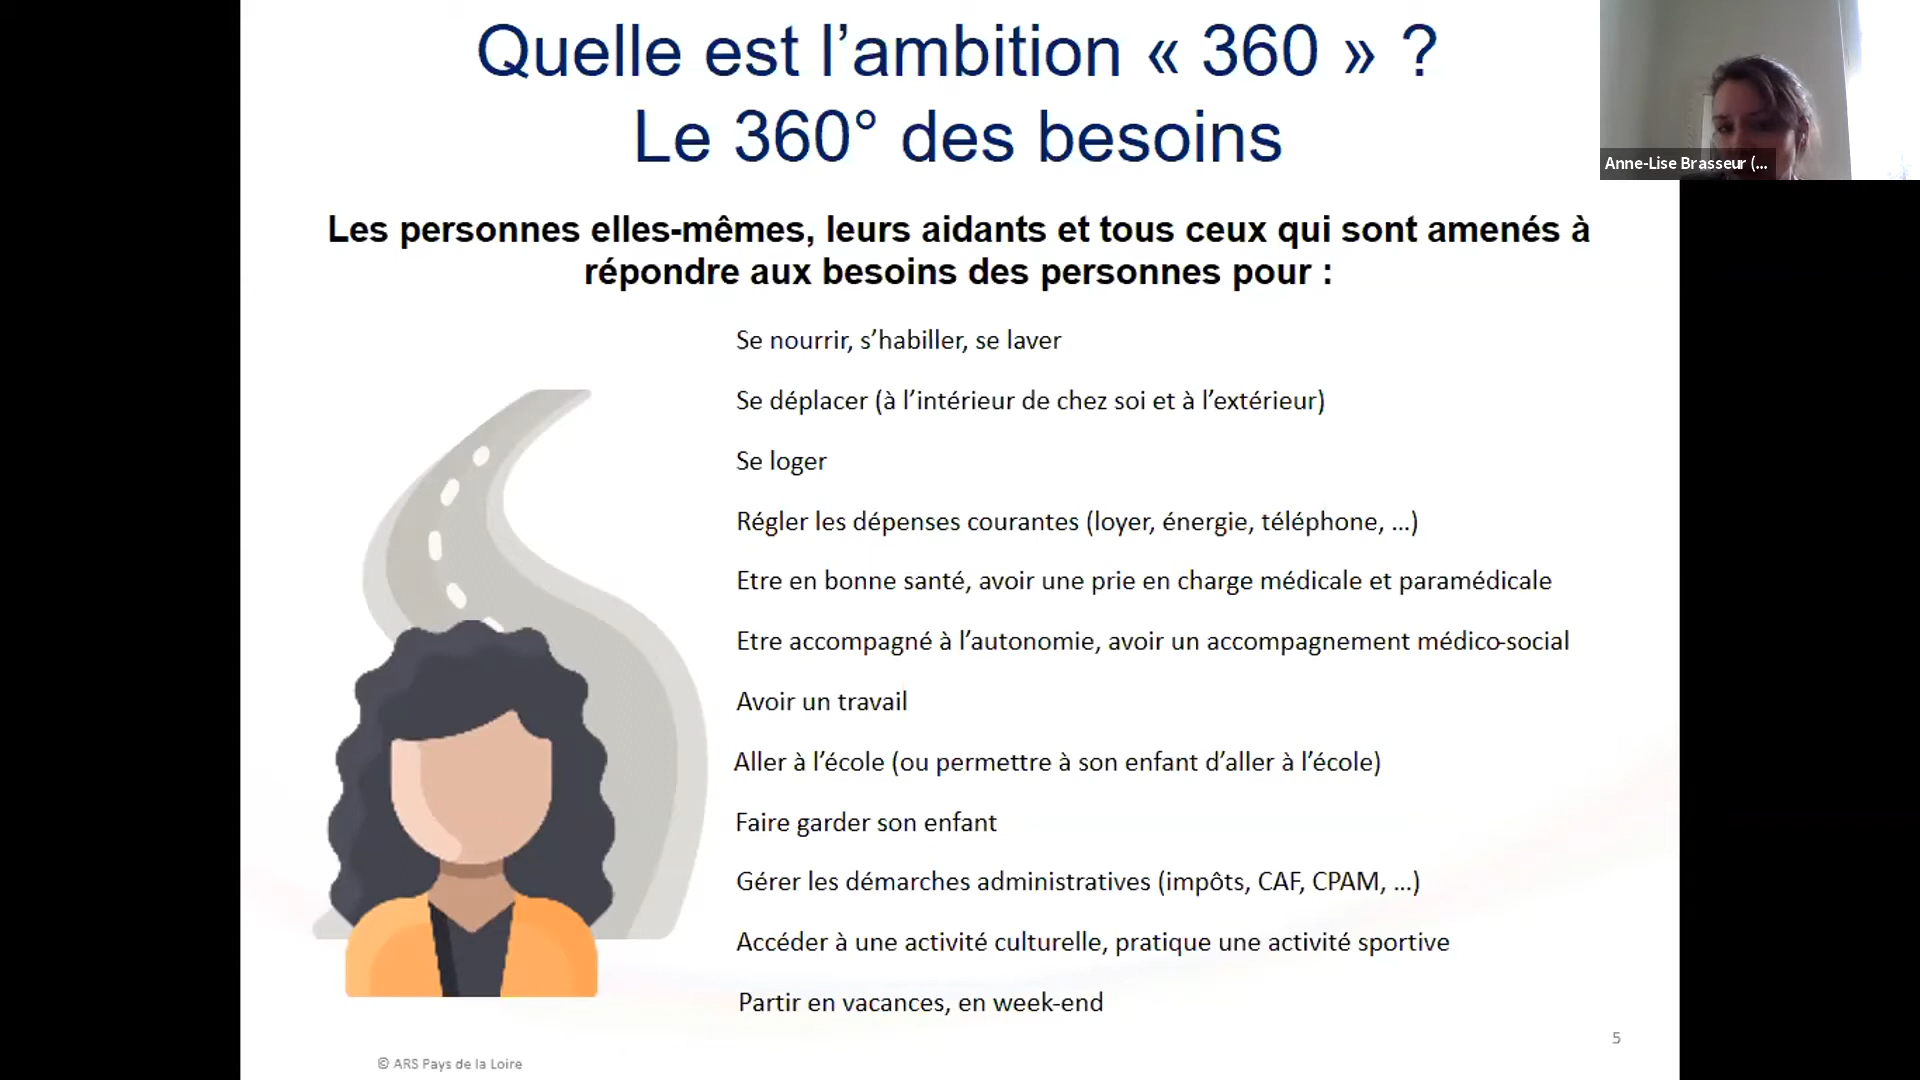 Quelle est l’ambition « 360 » ?
Le 360° des besoins
Anne-Lise Brasseur (...
Les personnes elles-mêmes, leurs aidants et tous ceux qui sont amenés à
répondre aux besoins des personnes pour :
Se nourrir, s’habiller, se laver
Se déplacer (à l’intérieur de chez soi et à l’extérieur)
Se loger
Régler les dépenses courantes (loyer, énergie, téléphone, …)
Etre en bonne santé, avoir une prie en charge médicale et paramédicale
Etre accompagné à l’autonomie, avoir un accompagnement médico-social
Avoir un travail
Aller à l’école (ou permettre à son enfant d’aller à l’école)
Faire garder son enfant
Gérer les démarches administratives (impôts, CAF, CPAM, …)
Accéder à une activité culturelle, pratique une activité sportive
Partir en vacances, en week-end
5
© ARS Pays de la Loire